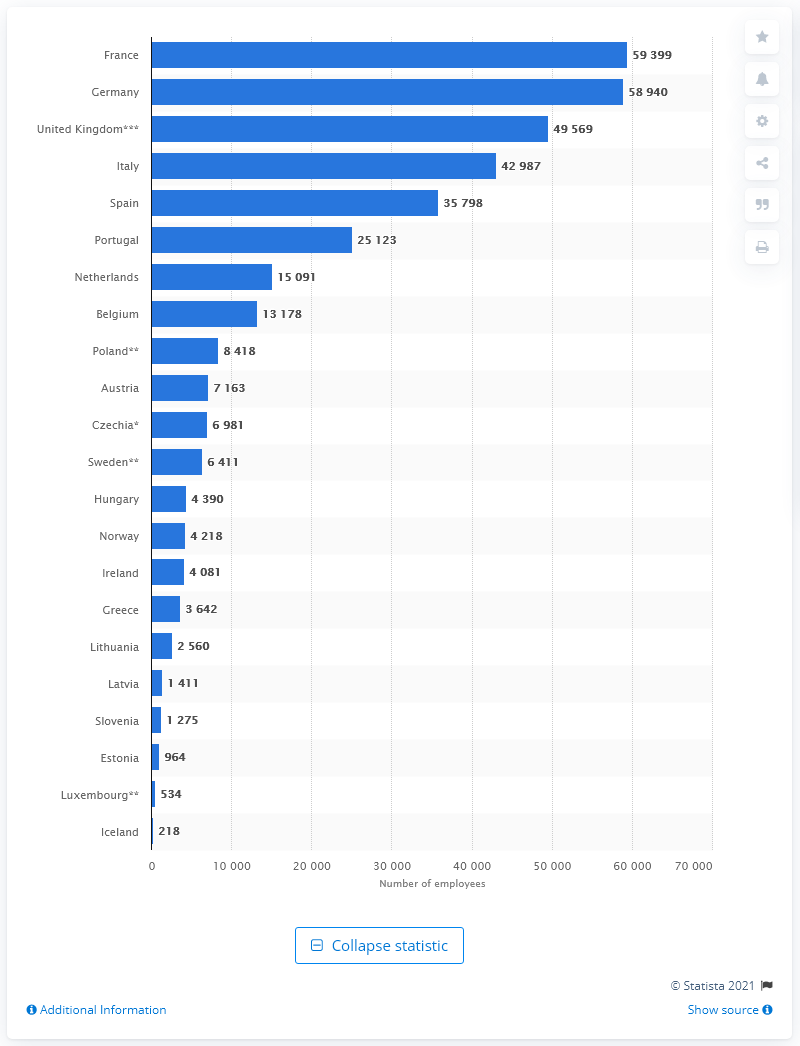 France 59 399
Germany 58 940
United Kingdom*** 49 569
Italy 42 987
Spain 35 798
Portugal 25 123
Netherlands 15 091
Belgium 13 178
Poland** 8 418
Austria 7 163
Czechia* 6 981
Sweden** 6 411
Hungary 4 390
Norway 4 218
Ireland 4 081
Greece 3 642
Lithuania 2 560
Latvia 1 411
Slovenia 1 275
Estonia 964
Luxembourg** 534
Iceland 218
0 10 000 20 000 30 000 40 000 50 000 60 000 70 000
Number of employees
Collapse statistic
© Statista 2021
Additional Information Show source